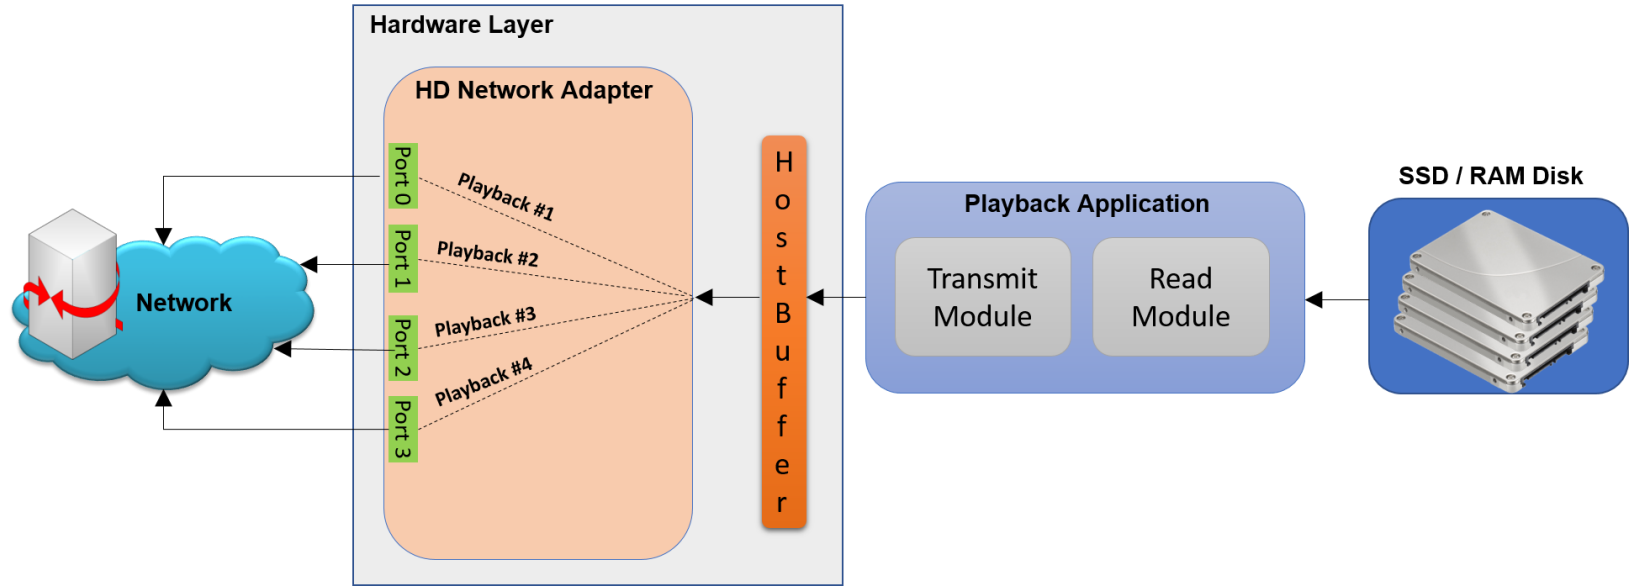 Hardware Layer
HD Network Adapter
Port 0
Port 1
Port 2
Port 3
Playback #1
Playback #2
Playback #3
Playback #4
Network
Host Buffer
Playback Application
Transmit
Module
Read
Module
SSD / RAM Disk